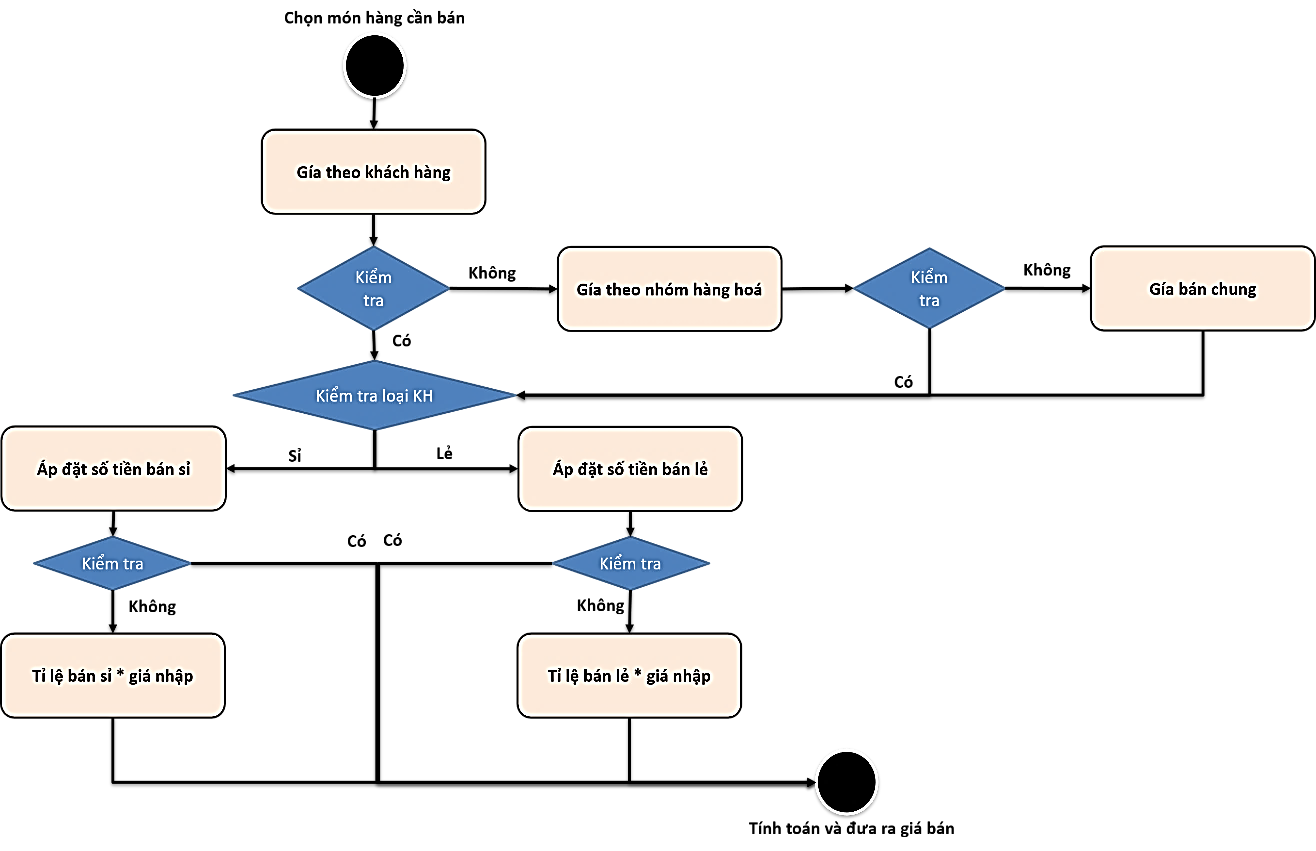 Chọn món hàng cần bán
Gía theo khách hàng
Kiểm
tra
Không
Gía theo nhóm hàng hoá
Kiểm
tra
Không
Gía bán chung
Có
Có
Kiểm tra loại KH
Sỉ
Lẻ
Áp đặt số tiền bán sỉ
Áp đặt số tiền bán lẻ
Có
Có
Kiểm tra
Kiểm tra
Không
Không
Tỉ lệ bán sỉ * giá nhập
Tỉ lệ bán lẻ * giá nhập
Tính toán và đưa ra giá bán